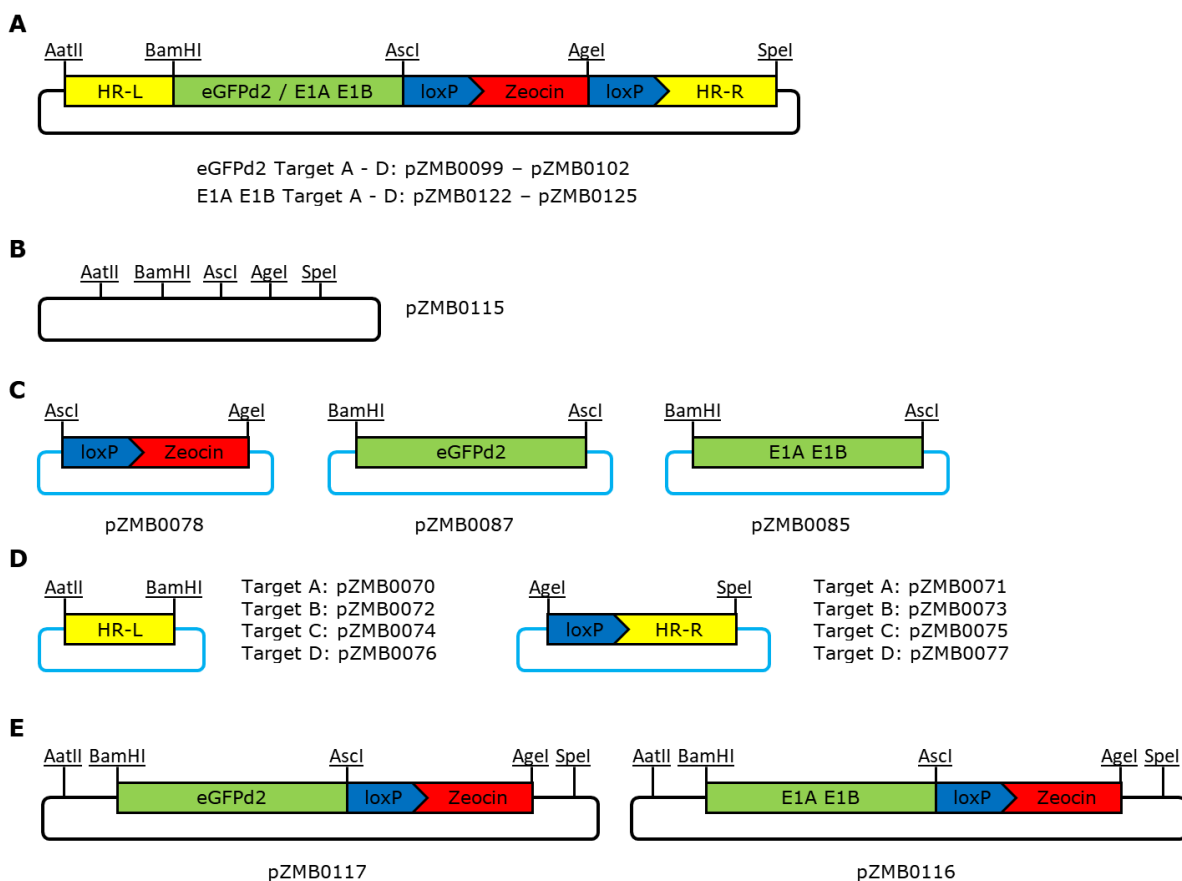 A
AatII BamHI AscI AgeI SpeI
HR-L eGFPd2 / E1A E1B loxP Zeocin loxP HR-R
eGFPd2 Target A - D: pZMB0099 – pZMB0102
E1A E1B Target A - D: pZMB0122 – pZMB0125
B
AatII BamHI AscI AgeI SpeI
pZMB0115
C
AscI AgeI BamHI AscI BamHI AscI
loxP Zeocin eGFPd2 E1A E1B
pZMB0078 pZMB0087 pZMB0085
D
AatII BamHI
HR-L
Target A: pZMB0070
Target B: pZMB0072
Target C: pZMB0074
Target D: pZMB0076
AgeI SpeI
loxP HR-R
Target A: pZMB0071
Target B: pZMB0073
Target C: pZMB0075
Target D: pZMB0077
E
AatII BamHI AscI AgeI SpeI AatII BamHI AscI AgeI SpeI
eGFPd2 loxP Zeocin E1A E1B loxP Zeocin
pZMB0117 pZMB0116